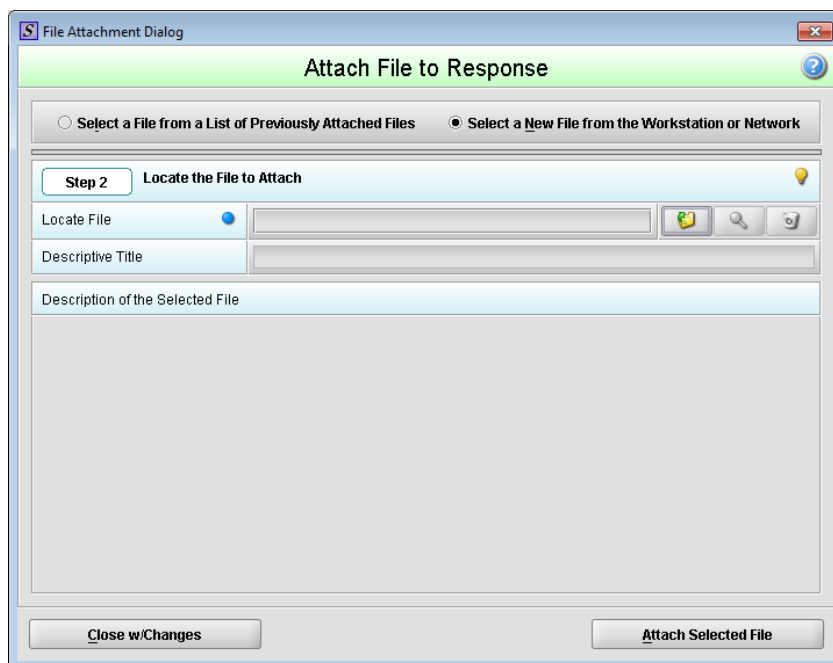 File Attachment Dialog
Attach File to Response
Select a File from a List of Previously Attached Files Select a New File from the Workstation or Network
Step 2 Locate the File to Attach
Locate File
Descriptive Title
Description of the Selected File
Close w/Changes Attach Selected File